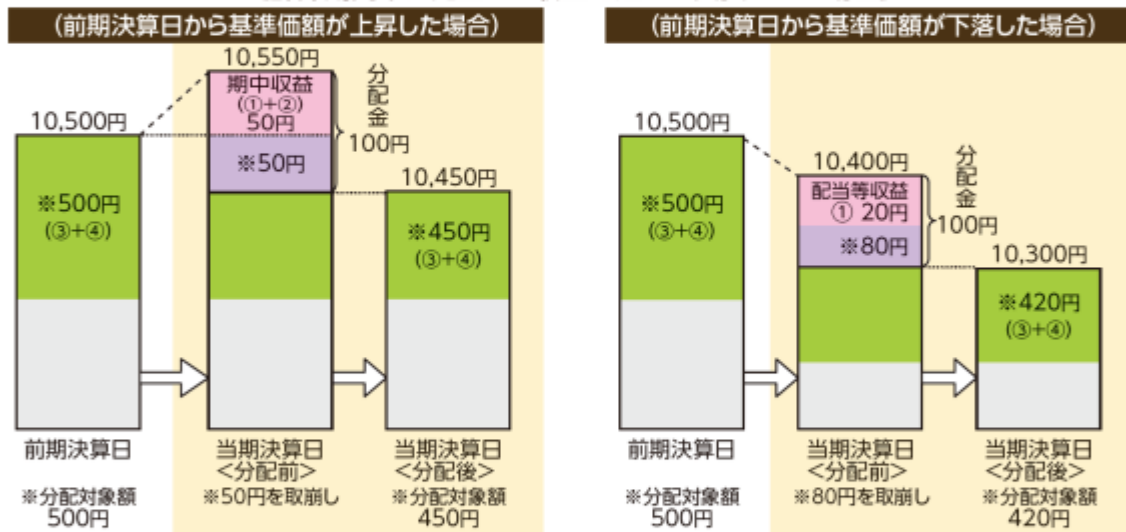 (前期決算日から基準価額が上昇した場合)
10,550円
期中収益
(①+②)
50円
分配金
100円
10,500円
※50円
10,450円
※500円
(③+④)
※450円
(③+④)
前期決算日
当期決算日
<分配前>
当期決算日
<分配後>
※分配対象額
500円
※50円を取崩し
※分配対象額
450円
(前期決算日から基準価額が下落した場合)
10,500円
10,400円
配当等収益
① 20円
分配金
100円
※80円
10,300円
※500円
(③+④)
※420円
(③+④)
前期決算日
当期決算日
<分配前>
当期決算日
<分配後>
※分配対象額
500円
※80円を取崩し
※分配対象額
420円